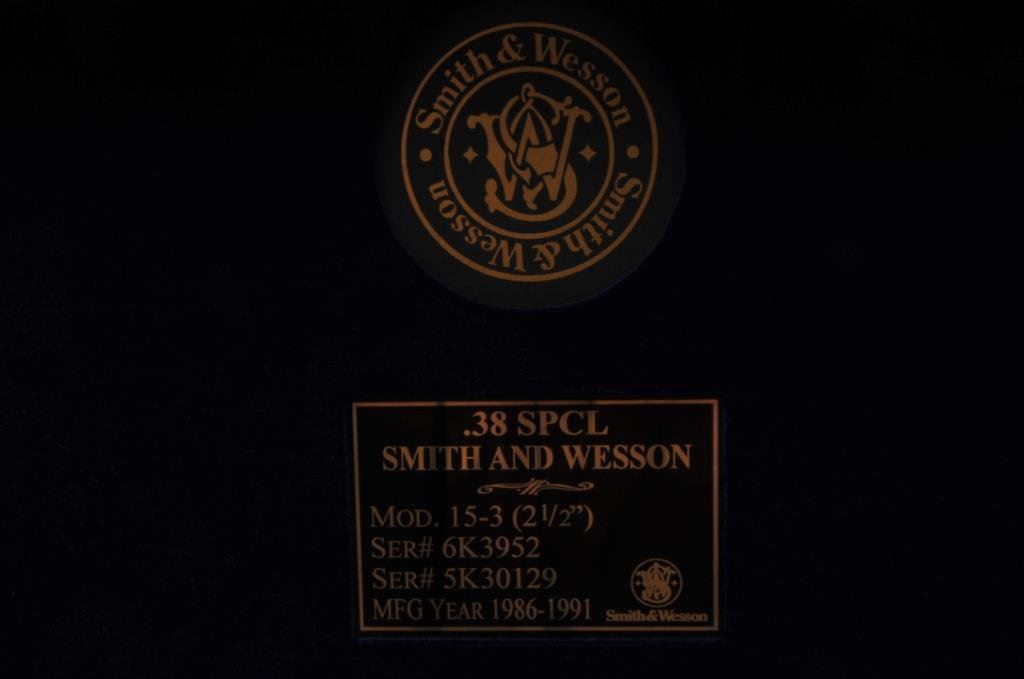 Smith & Wesson
Smith & Wesson
.38 SPCL
SMITH AND WESSON
MOD. 15-3 (2 1/2”)
SER# 6K3952
SER# 5K30129
MFG YEAR 1986-1991
Smith & Wesson